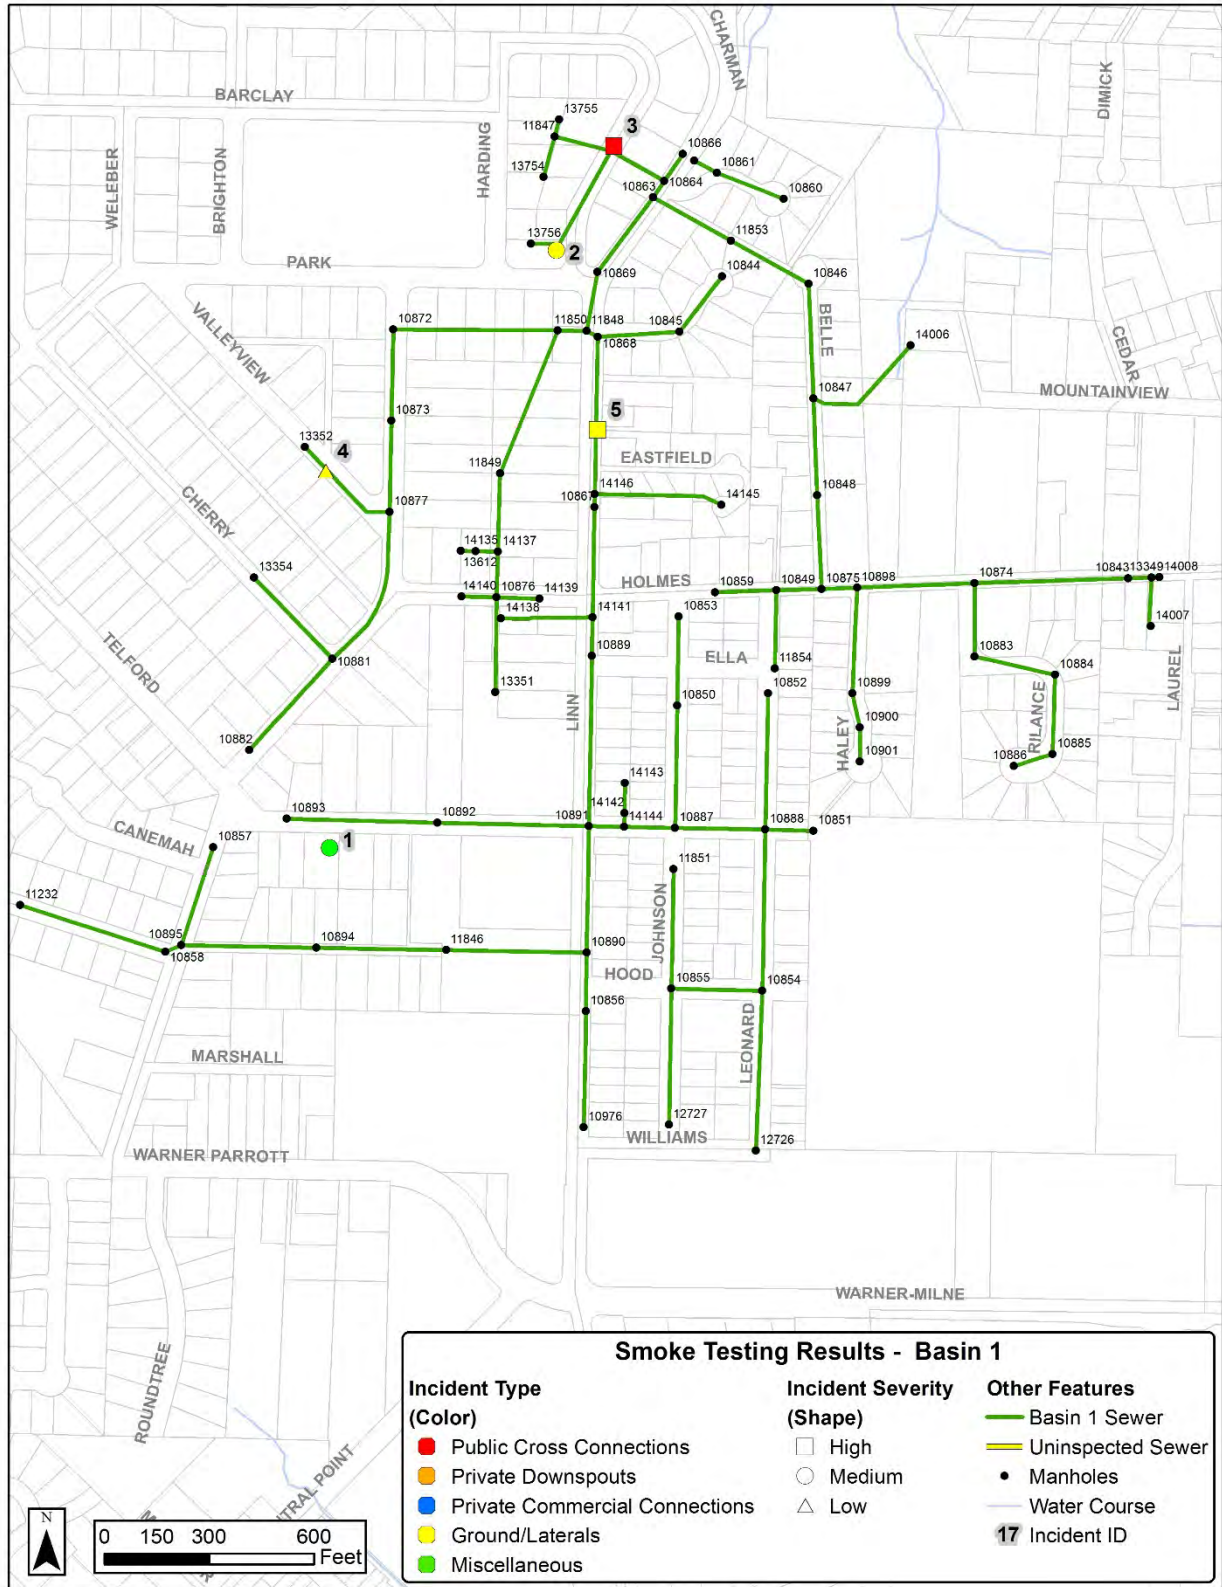 CHARMAN
DIMICK
BARCLAY
13755
11847
3
WELEBER
BRIGHTON
HARDING
10866
10861
13754
10864
10863
10860
13756
2
11853
10844
PARK
10869
10846
VALLEYVIEW
10872
11850
11848
10845
BELLE
10868
14006
CEDAR
MOUNTAINVIEW
10847
10873
5
13352
4
EASTFIELD
11849
CHERRY
14146
10848
10877
10867
14145
14135
14137
13612
13354
HOLMES
10859
10849
10875
10898
10874
10843
13349
14008
14140
10876
14139
14138
14141
10853
14007
TELFORD
10881
10889
ELLA
11854
10883
10884
LAUREL
13351
10852
10899
RILANCE
LINN
10850
10882
HALEY
10900
10885
10901
10886
14143
10893
10892
10891
14142
14144
10887
10888
10851
CANEMAH
10857
1
11851
11232
JOHNSON
10895
10858
10894
11846
10890
HOOD
10855
10854
10856
LEONARD
MARSHALL
10976
12727
WILLIAMS
12726
WARNER PARROTT
WARNER-MILNE
ROUNDTREE
NTRAL POINT
Smoke Testing Results - Basin 1
Incident Type
(Color)
Public Cross Connections
Private Downspouts
Private Commercial Connections
Ground/Laterals
Miscellaneous
Incident Severity
(Shape)
High
Medium
Low
Other Features
Basin 1 Sewer
Uninspected Sewer
Manholes
Water Course
17 Incident ID
N
0 150 300 600
Feet